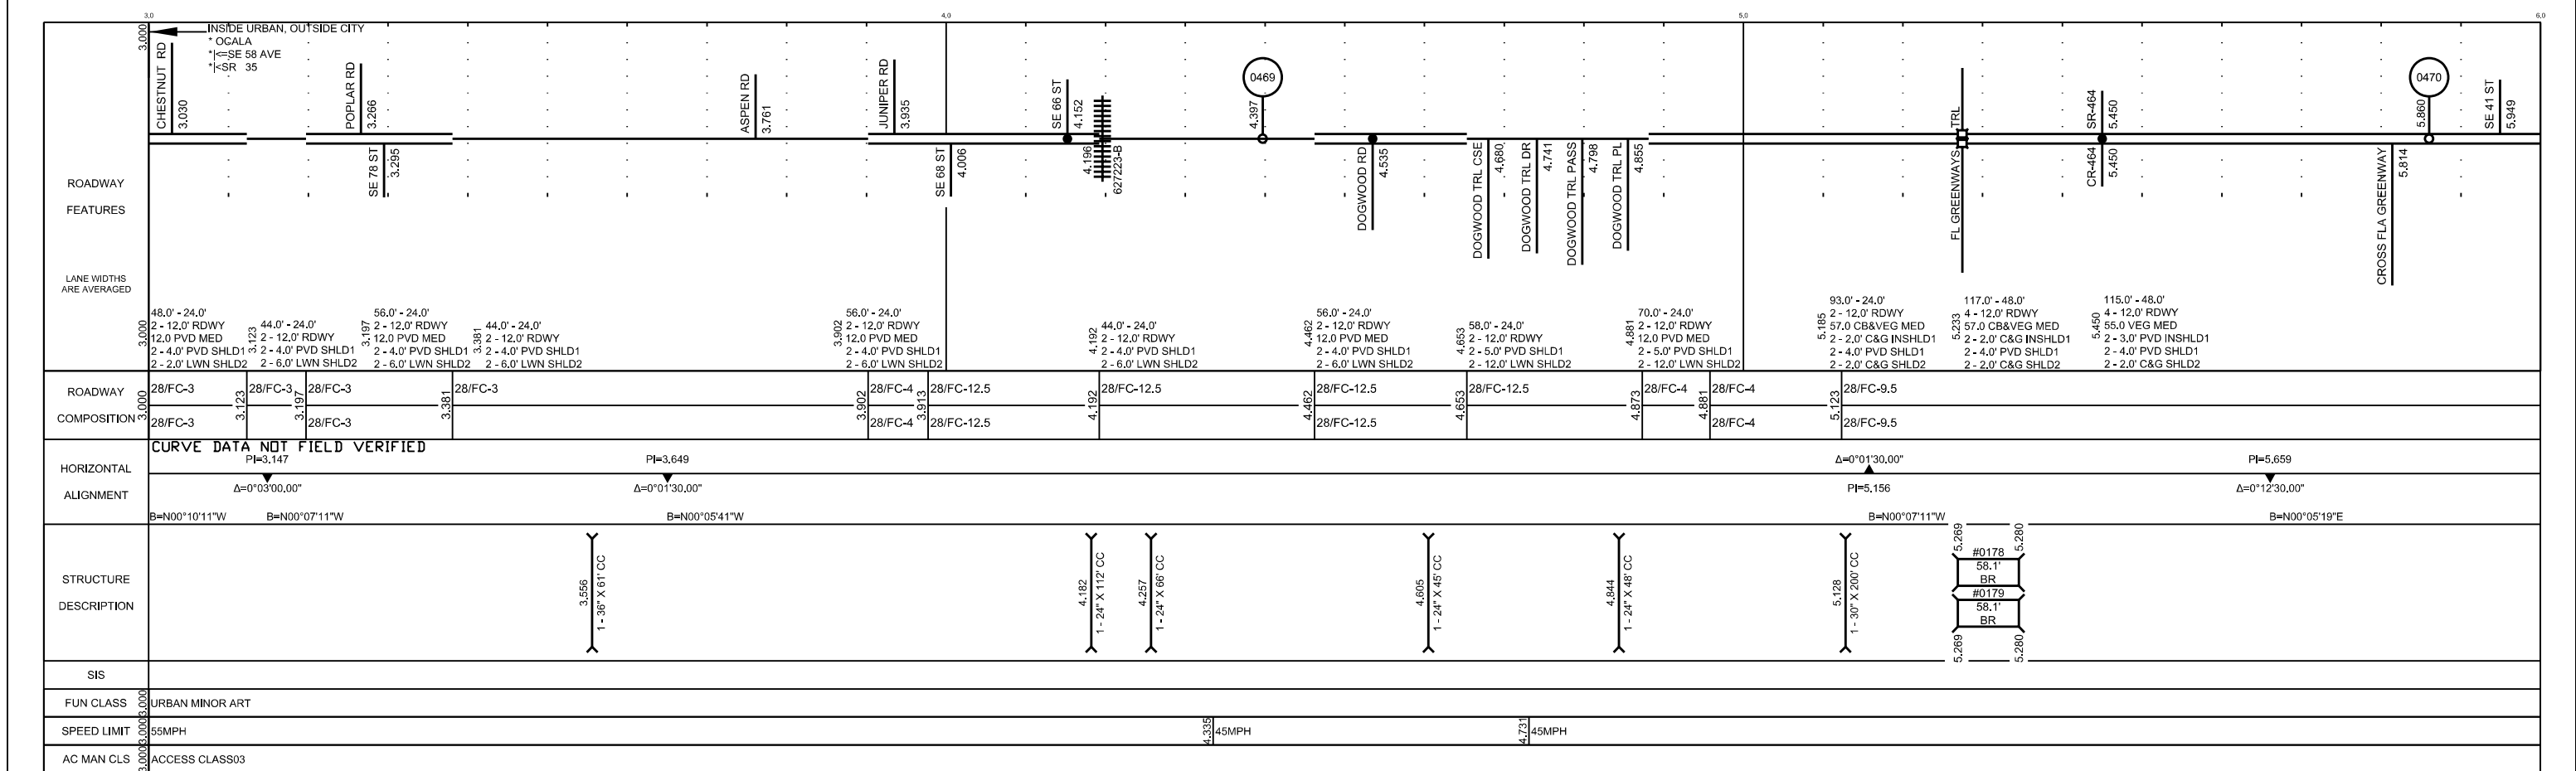 3.0
4.0
5.0
6.0
3.000
INSIDE URBAN, OUTSIDE CITY
* OCALA
*|<=SE 58 AVE
*|<SR 35
CHESTNUT RD
3.030
POPLAR RD
3.266
SE 78 ST
3.295
ASPEN RD
3.761
JUNIPER RD
3.935
SE 68 ST
4.006
SE 66 ST
4.152
4.196
627223-B
0469
4.397
DOGWOOD RD
4.535
DOGWOOD TRL CSE
4.680
DOGWOOD TRL DR
4.741
DOGWOOD TRL PASS
4.798
DOGWOOD TRL PL
4.855
FL GREENWAYS TRL
SR-464
5.450
CR-464
5.450
CROSS FLA GREENWAY
5.814
0470
5.860
SE 41 ST
5.949
ROADWAY
FEATURES
LANE WIDTHS
ARE AVERAGED
3.000
48.0' - 24.0'
2 - 12.0' RDWY
12.0 PVD MED
2 - 4.0' PVD SHLD1
2 - 2.0' LWN SHLD2
3.123
44.0' - 24.0'
2 - 12.0' RDWY
2 - 4.0' PVD SHLD1
2 - 6.0' LWN SHLD2
3.197
56.0' - 24.0'
2 - 12.0' RDWY
12.0 PVD MED
2 - 4.0' PVD SHLD1
2 - 6.0' LWN SHLD2
3.381
44.0' - 24.0'
2 - 12.0' RDWY
2 - 4.0' PVD SHLD1
2 - 6.0' LWN SHLD2
3.902
56.0' - 24.0'
2 - 12.0' RDWY
12.0 PVD MED
2 - 4.0' PVD SHLD1
2 - 6.0' LWN SHLD2
4.192
44.0' - 24.0'
2 - 12.0' RDWY
2 - 4.0' PVD SHLD1
2 - 6.0' LWN SHLD2
4.462
56.0' - 24.0'
2 - 12.0' RDWY
12.0 PVD MED
2 - 4.0' PVD SHLD1
2 - 6.0' LWN SHLD2
4.653
58.0' - 24.0'
2 - 12.0' RDWY
2 - 5.0' PVD SHLD1
2 - 12.0' LWN SHLD2
4.881
70.0' - 24.0'
2 - 12.0' RDWY
12.0 PVD MED
2 - 5.0' PVD SHLD1
2 - 12.0' LWN SHLD2
5.185
93.0' - 24.0'
2 - 12.0' RDWY
57.0 CB&VEG MED
2 - 2.0' C&G INSHLD1
2 - 4.0' PVD SHLD1
2 - 2.0' C&G SHLD2
5.233
117.0' - 48.0'
4 - 12.0' RDWY
57.0 CB&VEG MED
2 - 2.0' C&G INSHLD1
2 - 4.0' PVD SHLD1
2 - 2.0' C&G SHLD2
5.450
115.0' - 48.0'
4 - 12.0' RDWY
55.0 VEG MED
2 - 3.0' PVD INSHLD1
2 - 4.0' PVD SHLD1
2 - 2.0' C&G SHLD2
ROADWAY
COMPOSITION
3.000
28/FC-3
28/FC-3
3.123
28/FC-3
3.197
28/FC-3
28/FC-3
3.381
28/FC-3
3.902
28/FC-4
28/FC-4
3.913
28/FC-12.5
28/FC-12.5
4.192
28/FC-12.5
4.462
28/FC-12.5
28/FC-12.5
4.653
28/FC-12.5
4.873
28/FC-4
4.881
28/FC-4
28/FC-4
5.123
28/FC-9.5
28/FC-9.5
HORIZONTAL
ALIGNMENT
CURVE DATA NOT FIELD VERIFIED
PI=3.147
Δ=0°03'00.00"
PI=3.649
Δ=0°01'30.00"
Δ=0°01'30.00"
PI=5.156
PI=5.659
Δ=0°12'30.00"
B=N00°10'11"W
B=N00°07'11"W
B=N00°05'41"W
B=N00°07'11"W
B=N00°05'19"E
STRUCTURE
DESCRIPTION
3.556
1 - 36" X 61' CC
4.182
1 - 24" X 112' CC
4.257
1 - 24" X 66' CC
4.605
1 - 24" X 45' CC
4.844
1 - 24" X 48' CC
5.128
1 - 30" X 200' CC
5.269
5.280
#0178
58.1'
BR
#0179
58.1'
BR
5.269
5.280
SIS
FUN CLASS
3.000
URBAN MINOR ART
SPEED LIMIT
3.000
55MPH
4.335
45MPH
4.731
45MPH
AC MAN CLS
3.000
ACCESS CLASS03